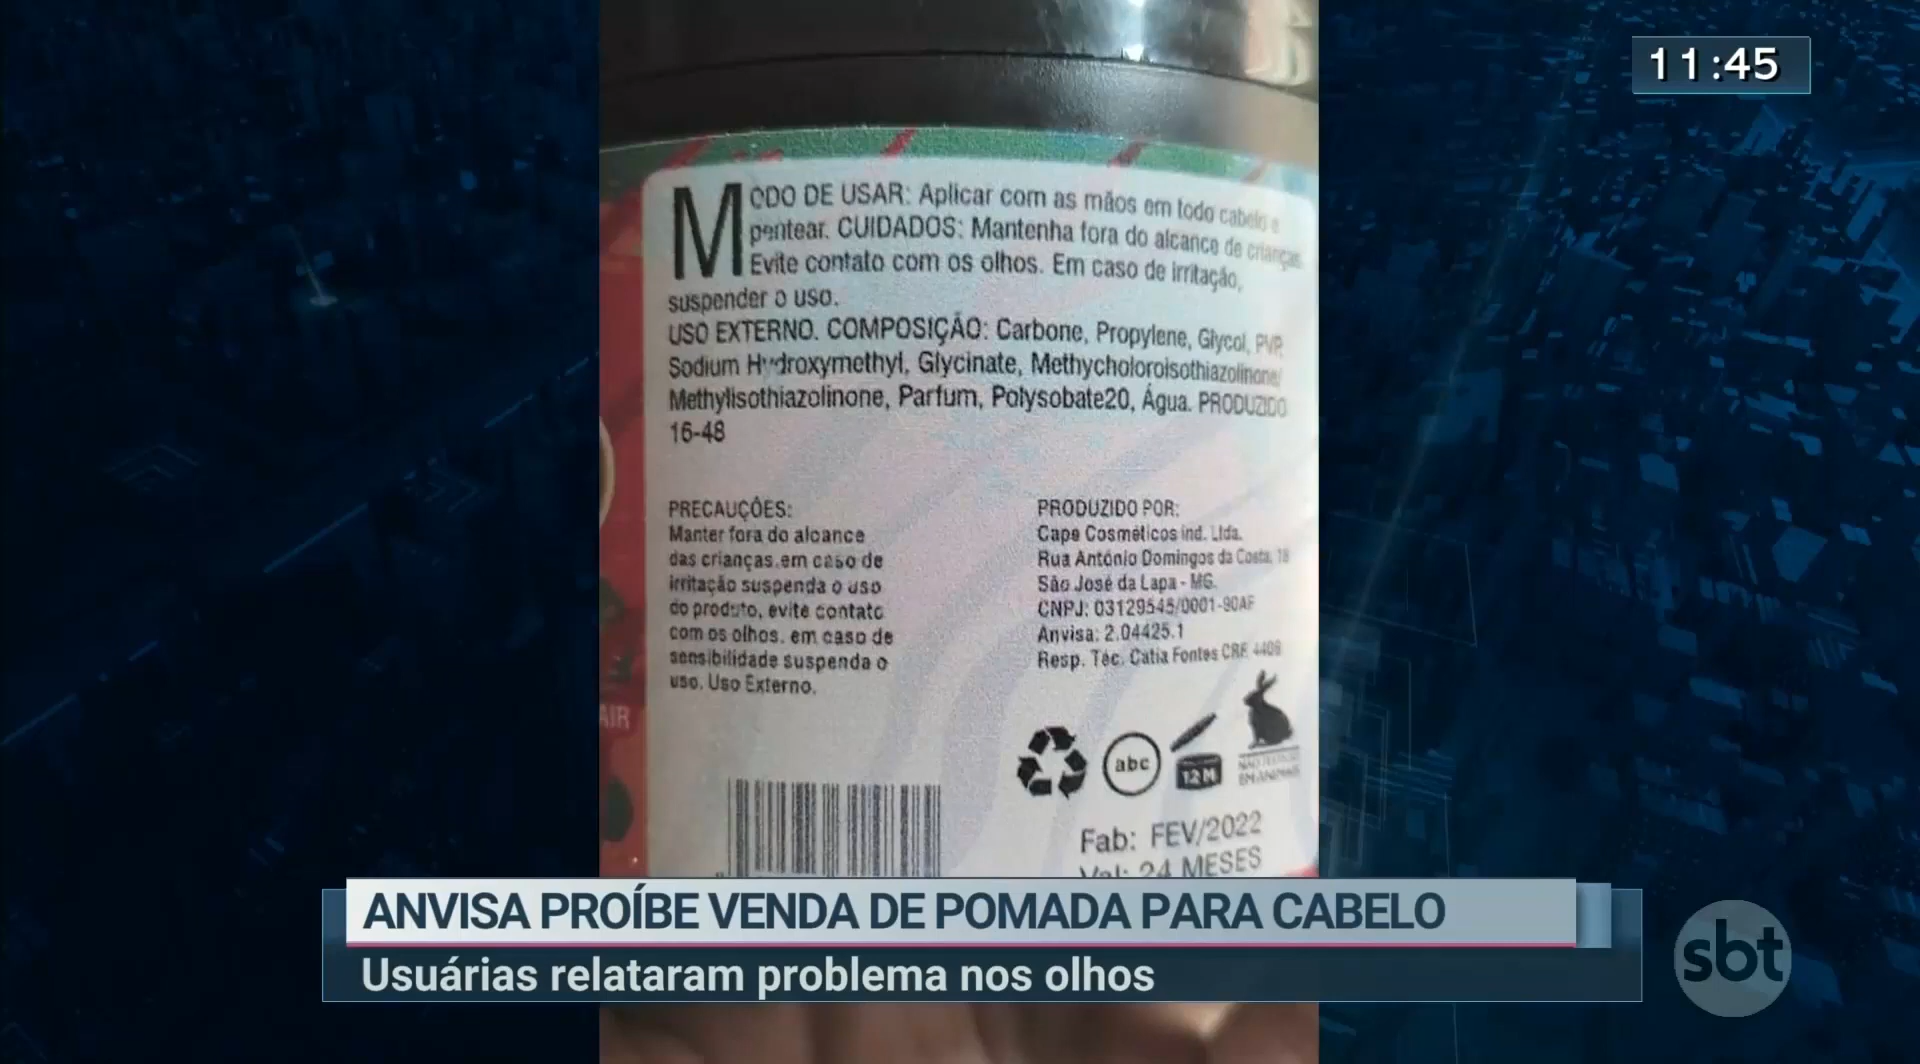 11:45
MODO DE USAR: Aplicar com as mãos em todo cabelo e
pentear. CUIDADOS: Mantenha fora do alcance de crianças
Evite contato com os olhos. Em caso de irritação,
suspender o uso.
USO EXTERNO. COMPOSIÇÃO: Carbone, Propylene, Glycol, PVP,
Sodium Hydroxymethyl, Glycinate, Methycholoroisothiazolinone/
Methylisothiazolinone, Parfum, Polysobate20, Água. PRODUZIDO
16-48
PRECAUÇÕES:
Manter fora do alcance
das crianças.em caso de
irritação suspenda o uso
do produto, evite contato
com os olhos. em caso de
sensibilidade suspenda o
uso. Uso Externo.
PRODUZIDO POR:
Cape Cosméticos ind. Ltda.
Rua António Domingos da Costa, 18
São José da Lapa - MG.
CNPJ: 03129545/0001-90AF
Anvisa: 2.04425.1
Resp. Téc. Catia Fontes CRF. 4406
AIR
abc
12 M
Fab: FEV/2022
Val: 24 MESES
ANVISA PROÍBE VENDA DE POMADA PARA CABELO
Usuárias relataram problema nos olhos
sbt